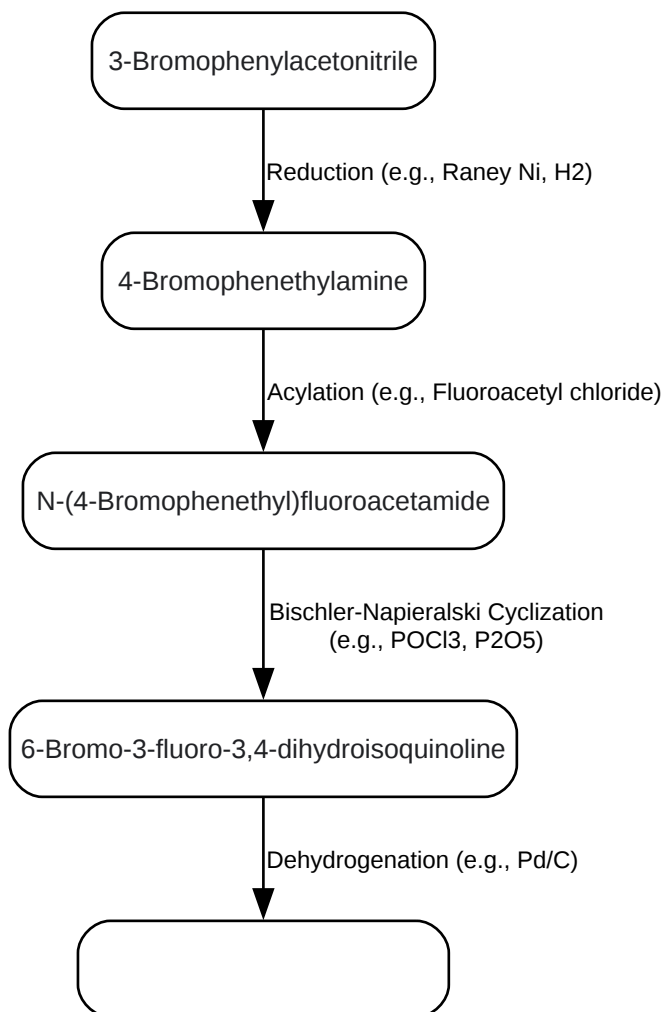 3-Bromophenylacetonitrile
Reduction (e.g., Raney Ni, H2)
4-Bromophenethylamine
Acylation (e.g., Fluoroacetyl chloride)
N-(4-Bromophenethyl)fluoroacetamide
Bischler-Napieralski Cyclization
(e.g., POCl3, P2O5)
6-Bromo-3-fluoro-3,4-dihydroisoquinoline
Dehydrogenation (e.g., Pd/C)